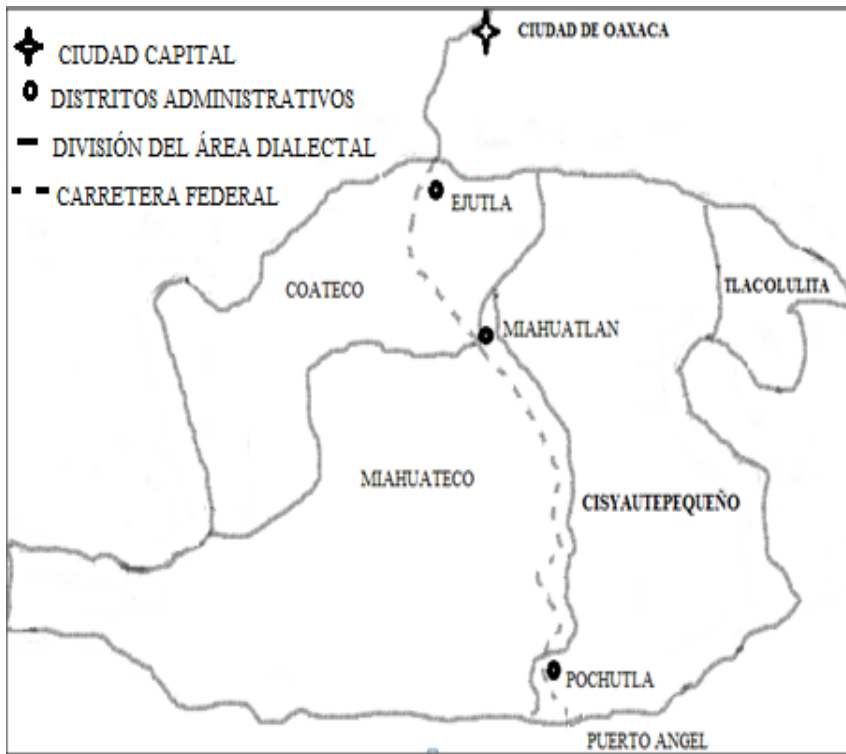 CIUDAD DE OAXACA
CIUDAD CAPITAL
DISTRITOS ADMINISTRATIVOS
DIVISIÓN DEL ÁREA DIALECTAL
CARRETERA FEDERAL
EJUTLA
COATECO
TLACOLULITA
MIAHUATLAN
MIAHUATECO
CISYAUTEPEQUEÑO
POCHUTLA
PUERTO ANGEL